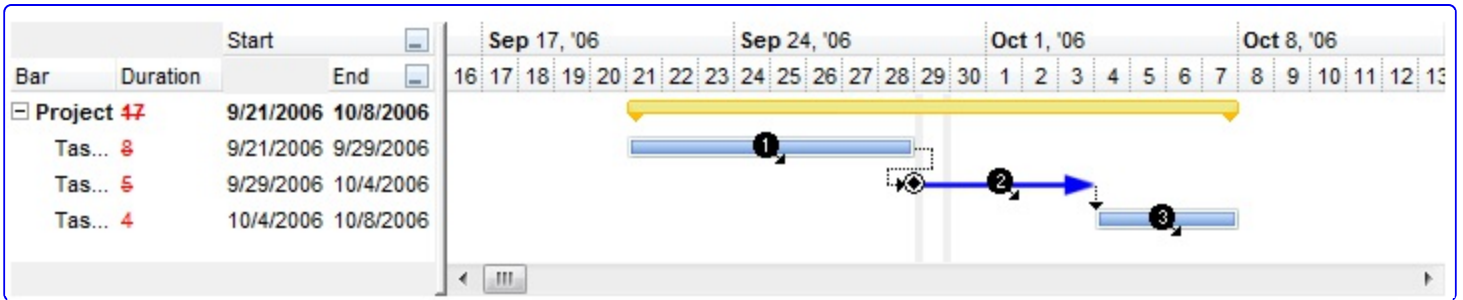 Start Sep 17, '06 Sep 24, '06 Oct 1, '06 Oct 8, '06
Bar Duration End 16 17 18 19 20 21 22 23 24 25 26 27 28 29 30 1 2 3 4 5 6 7 8 9 10 11 12 13
Project 17 9/21/2006 10/8/2006
Tas... 8 9/21/2006 9/29/2006 1
Tas... 5 9/29/2006 10/4/2006 2
Tas... 4 10/4/2006 10/8/2006 3